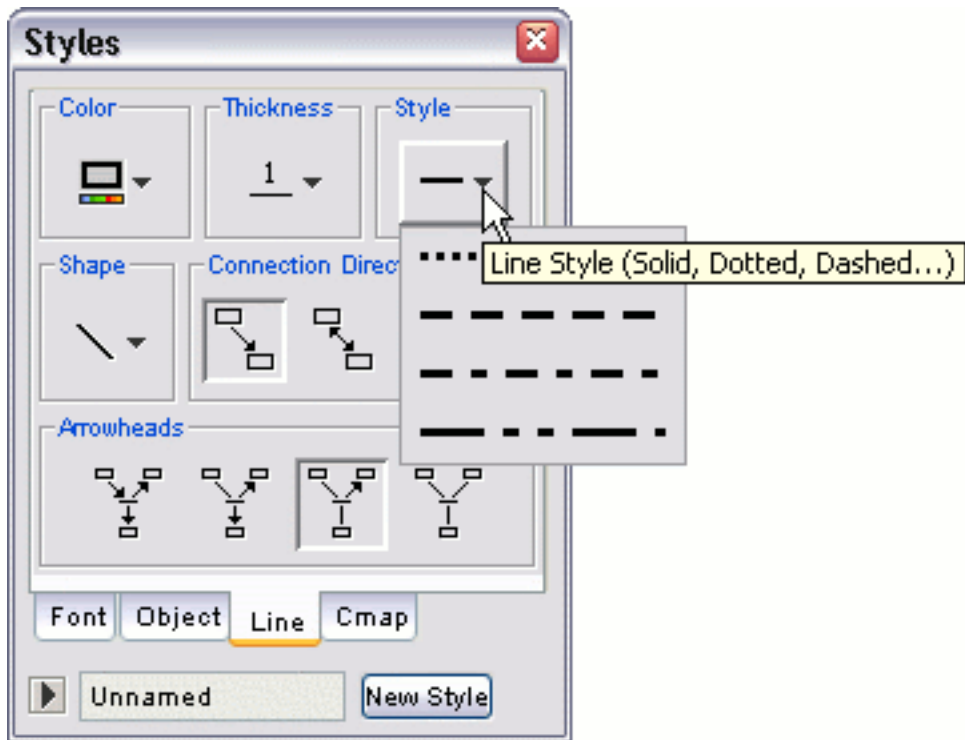 Styles
Color
Thickness
Style
1
Line Style (Solid, Dotted, Dashed...)
Shape
Connection Direc
Arrowheads
Font
Object
Line
Cmap
Unnamed
New Style